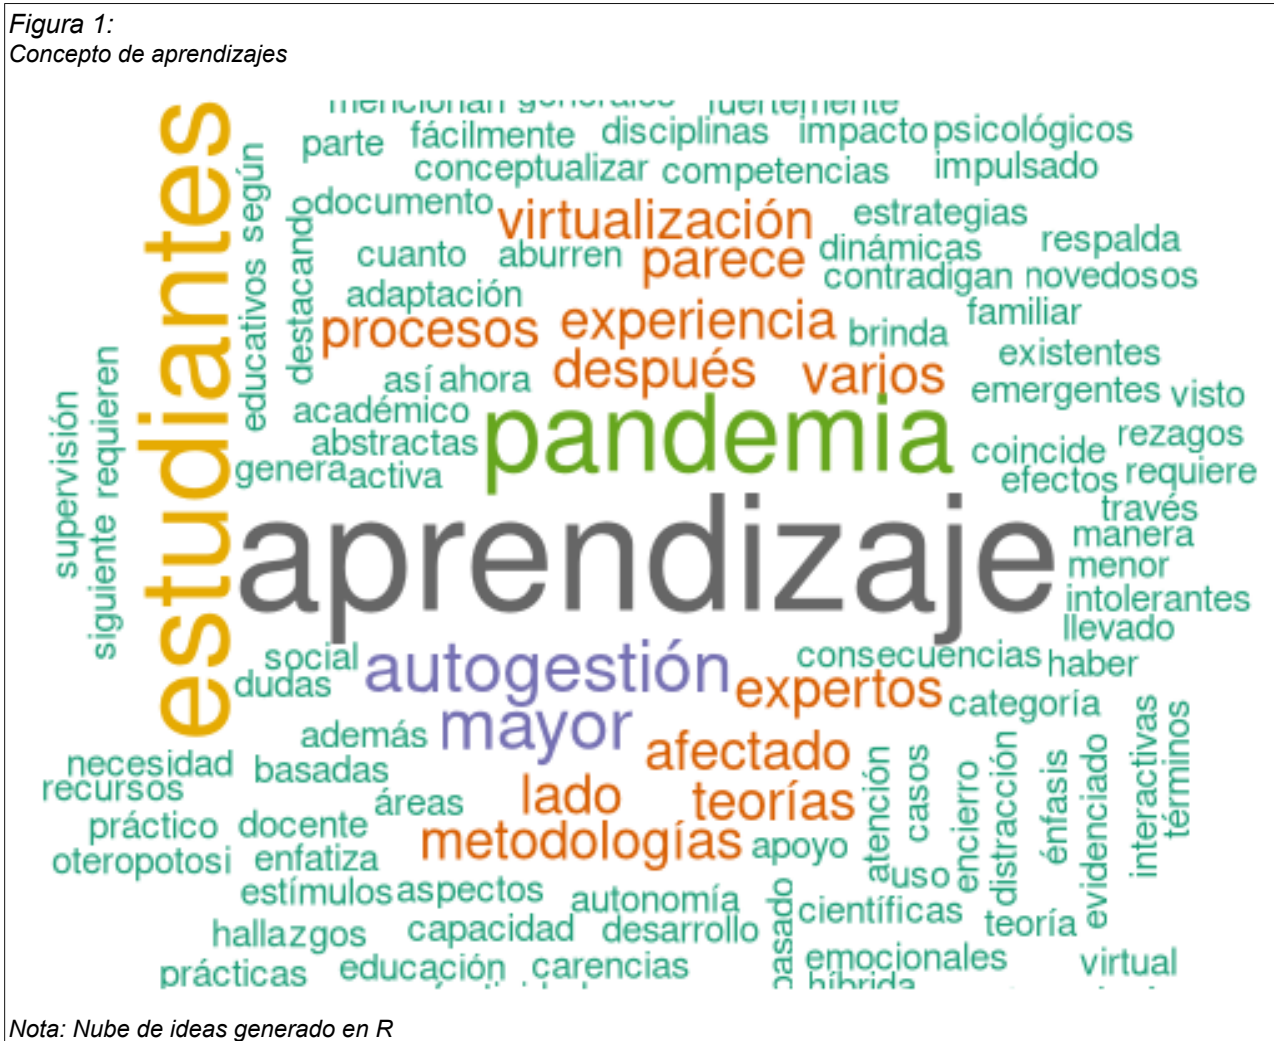 Figura 1:
Concepto de aprendizajes
mencionan generales fuertemente
parte fácilmente disciplinas impacto psicológicos
conceptualizar competencias impulsado
estudiantes
según
educativos
destacando
documento virtualización estrategias
cuanto aburren parece dinámicas respalda
contradigan novedosos
adaptación
procesos experiencia brinda familiar
así ahora después varios existentes
emergentes visto
académico
abstractas pandemia coincide rezagos
genera activa efectos requiere
través
requieren
supervisión
siguiente
aprendizaje
manera
menor
intolerantes
llevado
social autogestión consecuencias haber
dudas expertos categoría
además mayor
afectado
necesidad basadas
recursos áreas lado teorías
práctico docente metodologías apoyo
oteropotosi enfatiza
atención
casos
encierro
distracción
énfasis
evidenciado
interactivas
términos
uso
estímulos aspectos autonomía
pasado
científicas teoría
hallazgos capacidad desarrollo
prácticas educación carencias emocionales virtual
híbrida
Nota: Nube de ideas generado en R